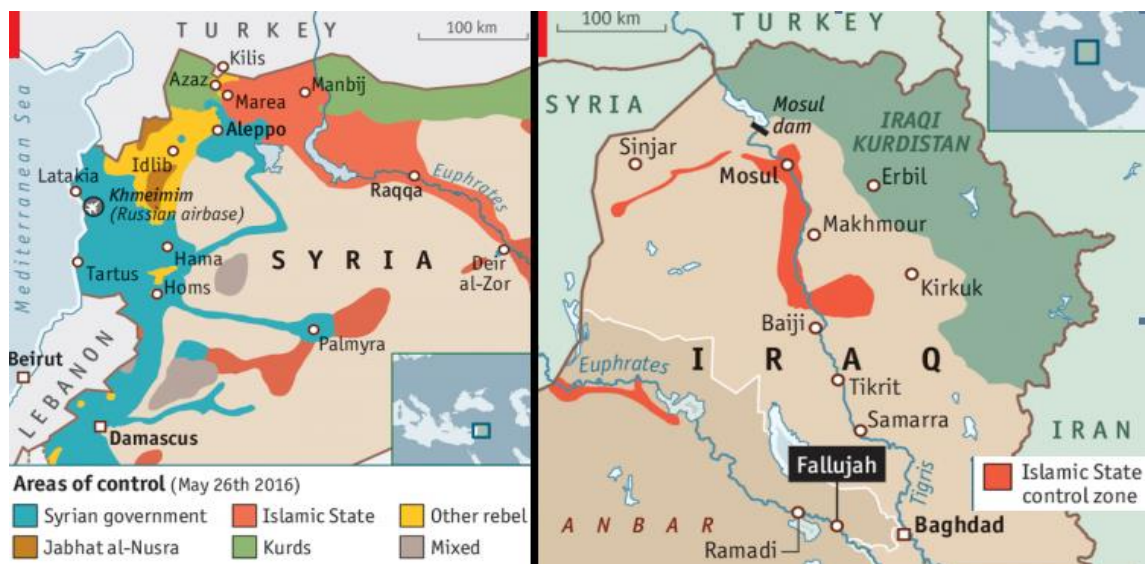 TURKEY
100 km
Kilis
Azaz
Manbij
Marea
Aleppo
Mediterranean Sea
Idlib
Latakia
Khmeimim
(Russian airbase)
Raqqa
Euphrates
Hama
SYRIA
Tartus
Deir
al-Zor
Homs
Palmyra
LEBANON
Beirut
Damascus
Areas of control (May 26th 2016)
Syrian government
Islamic State
Other rebel
Jabhat al-Nusra
Kurds
Mixed
100 km
TURKEY
SYRIA
Mosul
dam
IRAQI
KURDISTAN
Sinjar
Mosul
Erbil
Makhmour
Kirkuk
Baiji
Euphrates
IRAQ
Tikrit
Samarra
IRAN
Fallujah
Tigris
Islamic State
control zone
ANBAR
Baghdad
Ramadi